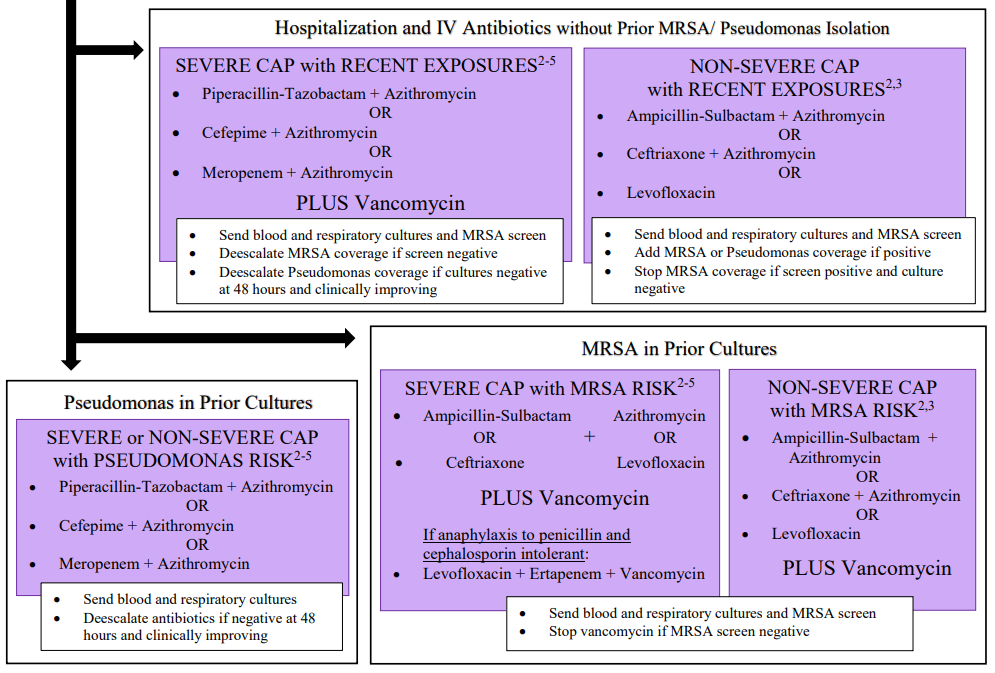 Hospitalization and IV Antibiotics without Prior MRSA/ Pseudomonas Isolation
SEVERE CAP with RECENT EXPOSURES2-5
• Piperacillin-Tazobactam + Azithromycin
OR
• Cefepime + Azithromycin
OR
• Meropenem + Azithromycin
PLUS Vancomycin
• Send blood and respiratory cultures and MRSA screen
• Deescalate MRSA coverage if screen negative
• Deescalate Pseudomonas coverage if cultures negative
at 48 hours and clinically improving
NON-SEVERE CAP
with RECENT EXPOSURES2,3
• Ampicillin-Sulbactam + Azithromycin
OR
• Ceftriaxone + Azithromycin
OR
• Levofloxacin
• Send blood and respiratory cultures and MRSA screen
• Add MRSA or Pseudomonas coverage if positive
• Stop MRSA coverage if screen positive and culture
negative
Pseudomonas in Prior Cultures
SEVERE or NON-SEVERE CAP
with PSEUDOMONAS RISK2-5
• Piperacillin-Tazobactam + Azithromycin
OR
• Cefepime + Azithromycin
OR
• Meropenem + Azithromycin
• Send blood and respiratory cultures
• Deescalate antibiotics if negative at 48
hours and clinically improving
MRSA in Prior Cultures
SEVERE CAP with MRSA RISK2-5
• Ampicillin-Sulbactam Azithromycin
OR + OR
• Ceftriaxone Levofloxacin
PLUS Vancomycin
If anaphylaxis to penicillin and
cephalosporin intolerant:
• Levofloxacin + Ertapenem + Vancomycin
NON-SEVERE CAP
with MRSA RISK2,3
• Ampicillin-Sulbactam +
Azithromycin
OR
• Ceftriaxone + Azithromycin
OR
• Levofloxacin
PLUS Vancomycin
• Send blood and respiratory cultures and MRSA screen
• Stop vancomycin if MRSA screen negative